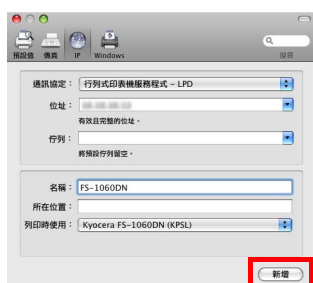 預設值 傳真 IP Windows 搜尋
通訊協定： 行列式印表機服務程式 – LPD
位址：
有效且完整的位址。
佇列：
將預設佇列留空。
名稱： FS-1060DN
所在位置：
列印時使用： Kyocera FS-1060DN (KPSL)
新增